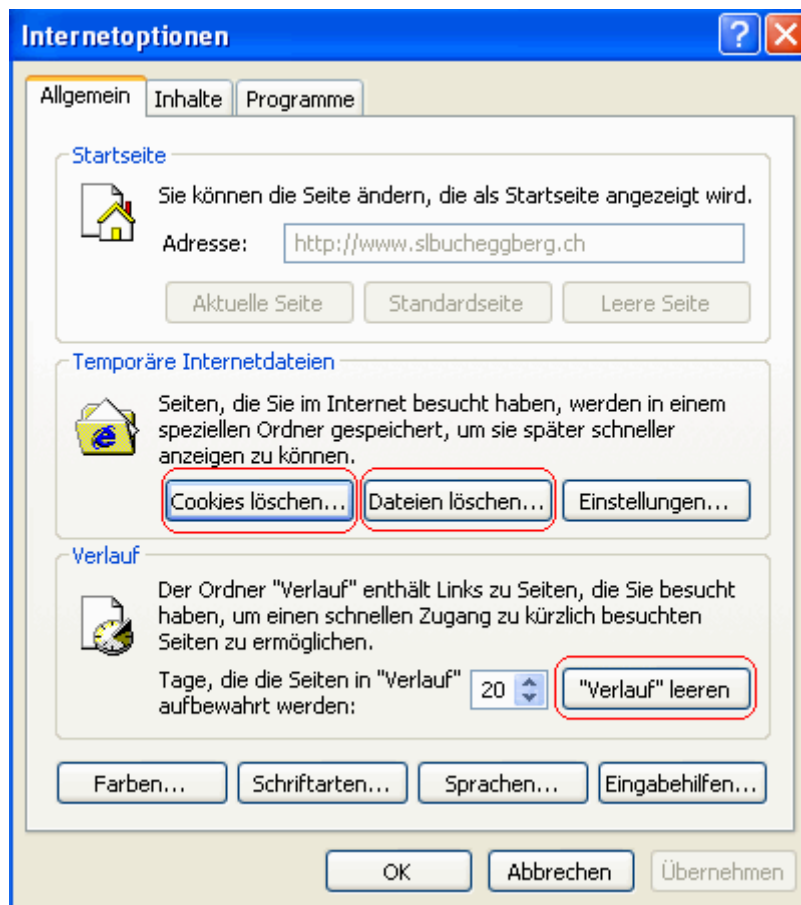 Internetoptionen
Allgemein Inhalte Programme
Startseite
Sie können die Seite ändern, die als Startseite angezeigt wird.
Adresse: http://www.slbucheggberg.ch
Aktuelle Seite Standardseite Leere Seite
Temporäre Internetdateien
Seiten, die Sie im Internet besucht haben, werden in einem
speziellen Ordner gespeichert, um sie später schneller
anzeigen zu können.
Cookies löschen... Dateien löschen... Einstellungen...
Verlauf
Der Ordner "Verlauf" enthält Links zu Seiten, die Sie besucht
haben, um einen schnellen Zugang zu kürzlich besuchten
Seiten zu ermöglichen.
Tage, die die Seiten in "Verlauf"
aufbewahrt werden: 20 "Verlauf" leeren
Farben... Schriftarten... Sprachen... Eingabehilfen...
OK Abbrechen Übernehmen